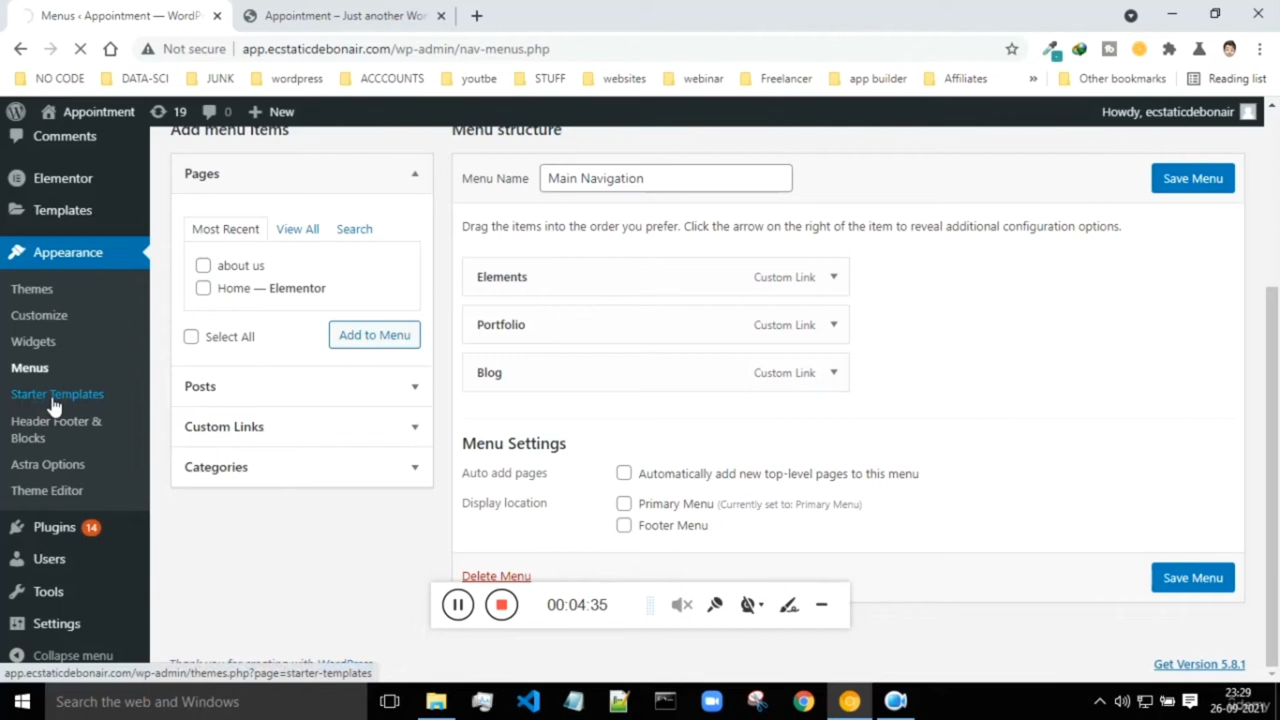 Menus ‹ Appointment — WordP
Appointment – Just another Wor
Not secure
app.ecstaticdebonair.com/wp-admin/nav-menus.php
NO CODE
DATA-SCI
JUNK
wordpress
ACCCOUNTS
youtbe
STUFF
websites
webinar
Freelancer
app builder
Affiliates
»
Other bookmarks
Reading list
Appointment
19
0
New
Howdy, ecstaticdebonair
Comments
Elementor
Templates
Appearance
Themes
Customize
Widgets
Menus
Starter Templates
Header Footer &
Blocks
Astra Options
Theme Editor
Plugins 14
Users
Tools
Settings
Collapse menu
Add menu items
Pages
Most Recent
View All
Search
about us
Home — Elementor
Select All
Add to Menu
Posts
Custom Links
Categories
Menu structure
Menu Name
Main Navigation
Save Menu
Drag the items into the order you prefer. Click the arrow on the right of the item to reveal additional configuration options.
Elements
Custom Link
Portfolio
Custom Link
Blog
Custom Link
Menu Settings
Auto add pages
Automatically add new top-level pages to this menu
Display location
Primary Menu (Currently set to: Primary Menu)
Footer Menu
Delete Menu
Save Menu
00:04:35
Thank you for creating with WordPress
Get Version 5.8.1
app.ecstaticdebonair.com/wp-admin/themes.php?page=starter-templates
Search the web and Windows
23:29
26-09-2021